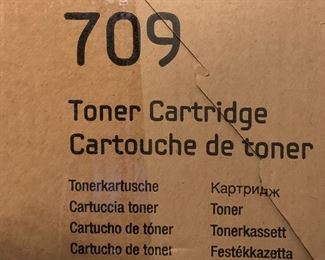 709
Toner Cartridge
Cartouche de toner
Tonerkartusche
Cartuccia toner
Cartucho de tóner
Cartucho de toner
Картридж
Toner
Tonerkassett
Festékkazetta